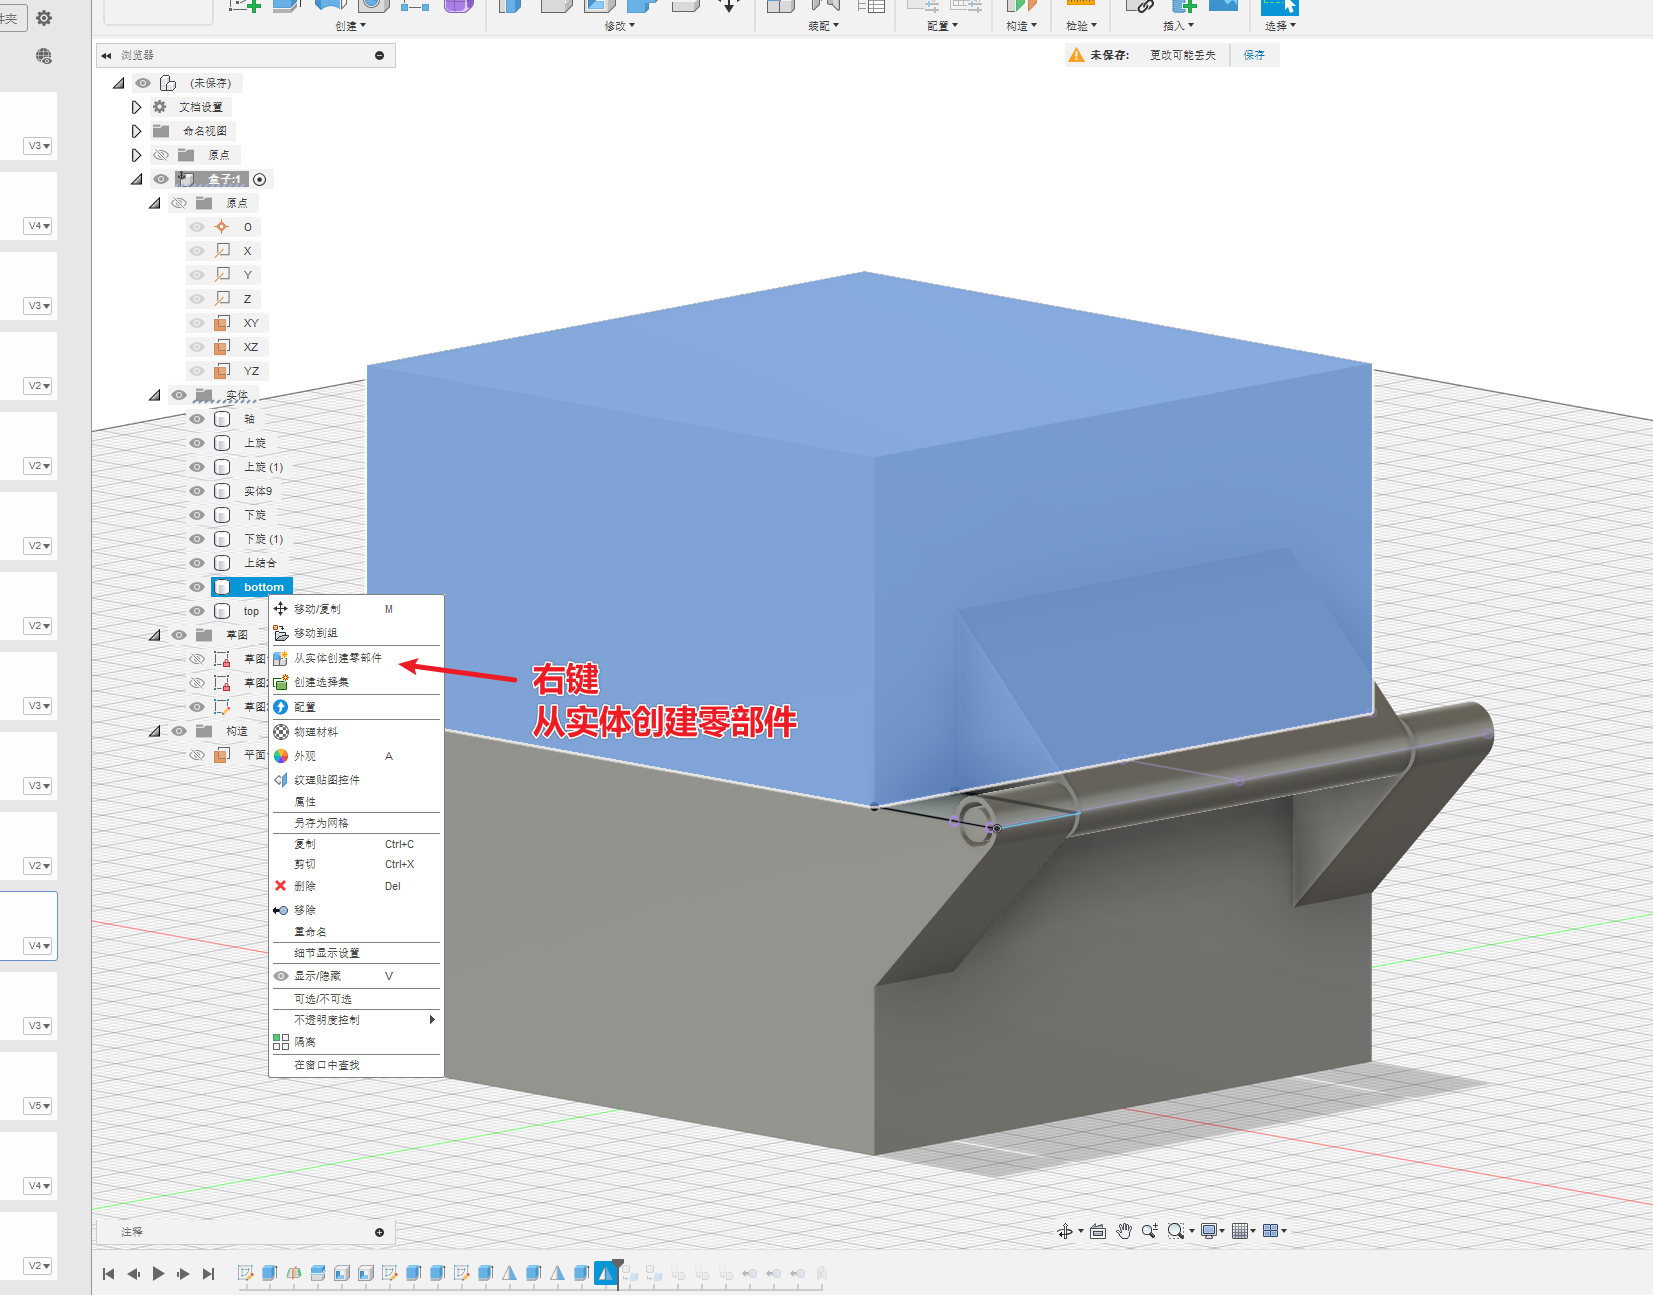 件夹
创建▾
修改▾
装配▾
配置▾
构造▾
检验▾
插入▾
选择▾
浏览器
未保存: 更改可能丢失 保存
(未保存)
文档设置
命名视图
原点
盒子:1
原点
O
X
Y
Z
XY
XZ
YZ
实体
轴
上旋
上旋 (1)
实体9
下旋
下旋 (1)
上结合
bottom
top
草图
草图
草图
草图
构造
平面
移动/复制 M
移动到组
从实体创建零部件
创建选择集
配置
物理材料
外观 A
纹理贴图控件
属性
另存为网格
复制 Ctrl+C
剪切 Ctrl+X
删除 Del
移除
重命名
细节显示设置
显示/隐藏 V
可选/不可选
不透明度控制
隔离
在窗口中查找
右键
从实体创建零部件
V3▾
V4▾
V3▾
V2▾
V2▾
V2▾
V2▾
V3▾
V3▾
V2▾
V4▾
V3▾
V5▾
V4▾
V2▾
注释